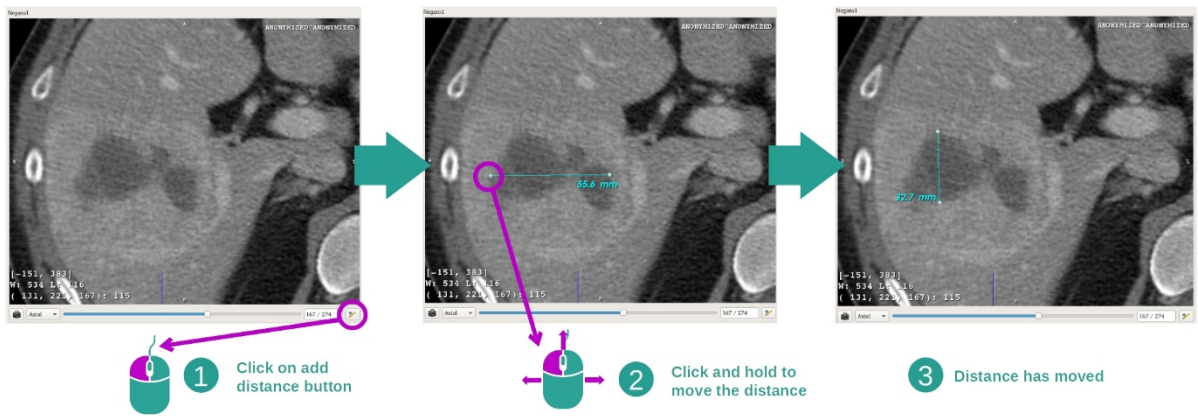 Negato1
ANONYMIZED^ANONYMIZED
A
[-151, 383]
W: 534 L: 116
( 131, 221, 167): 115
Axial
167 / 274
1
Click on add
distance button
Negato1
ANONYMIZED^ANONYMIZED
A
55.6 mm
[-151, 383]
W: 534 L: 116
( 131, 221, 167): 115
Axial
167 / 274
2
Click and hold to
move the distance
Negato1
ANONYMIZED^ANONYMIZED
A
32.7 mm
[-151, 383]
W: 534 L: 116
( 131, 221, 167): 115
Axial
167 / 274
3
Distance has moved